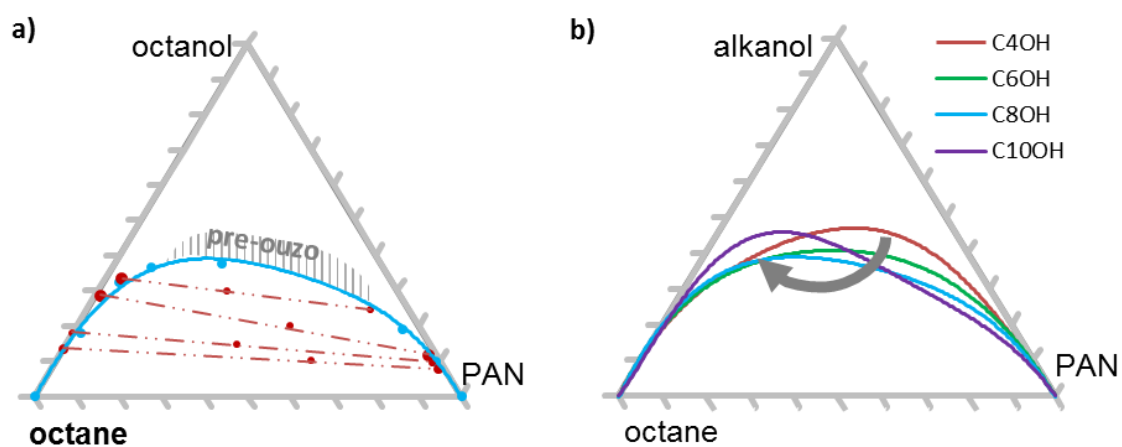 a)
octanol
pre-ouzo
PAN
octane
b)
alkanol
C4OH
C6OH
C8OH
C10OH
PAN
octane